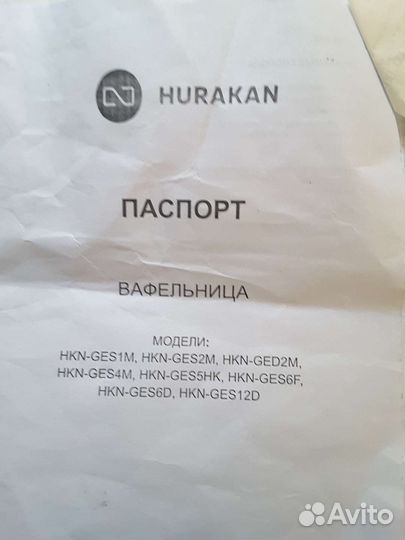 HURAKAN
ПАСПОРТ
ВАФЕЛЬНИЦА
МОДЕЛИ:
HKN-GES1M, HKN-GES2M, HKN-GED2M,
HKN-GES4M, HKN-GES5HK, HKN-GES6F,
HKN-GES6D, HKN-GES12D
Avito